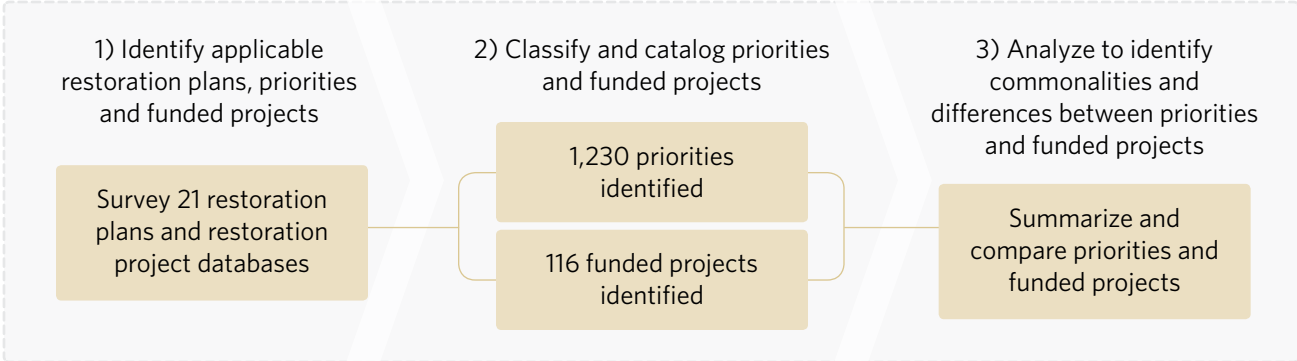 1) Identify applicable
restoration plans, priorities
and funded projects
Survey 21 restoration
plans and restoration
project databases
2) Classify and catalog priorities
and funded projects
1,230 priorities
identified
116 funded projects
identified
3) Analyze to identify
commonalities and
differences between priorities
and funded projects
Summarize and
compare priorities and
funded projects